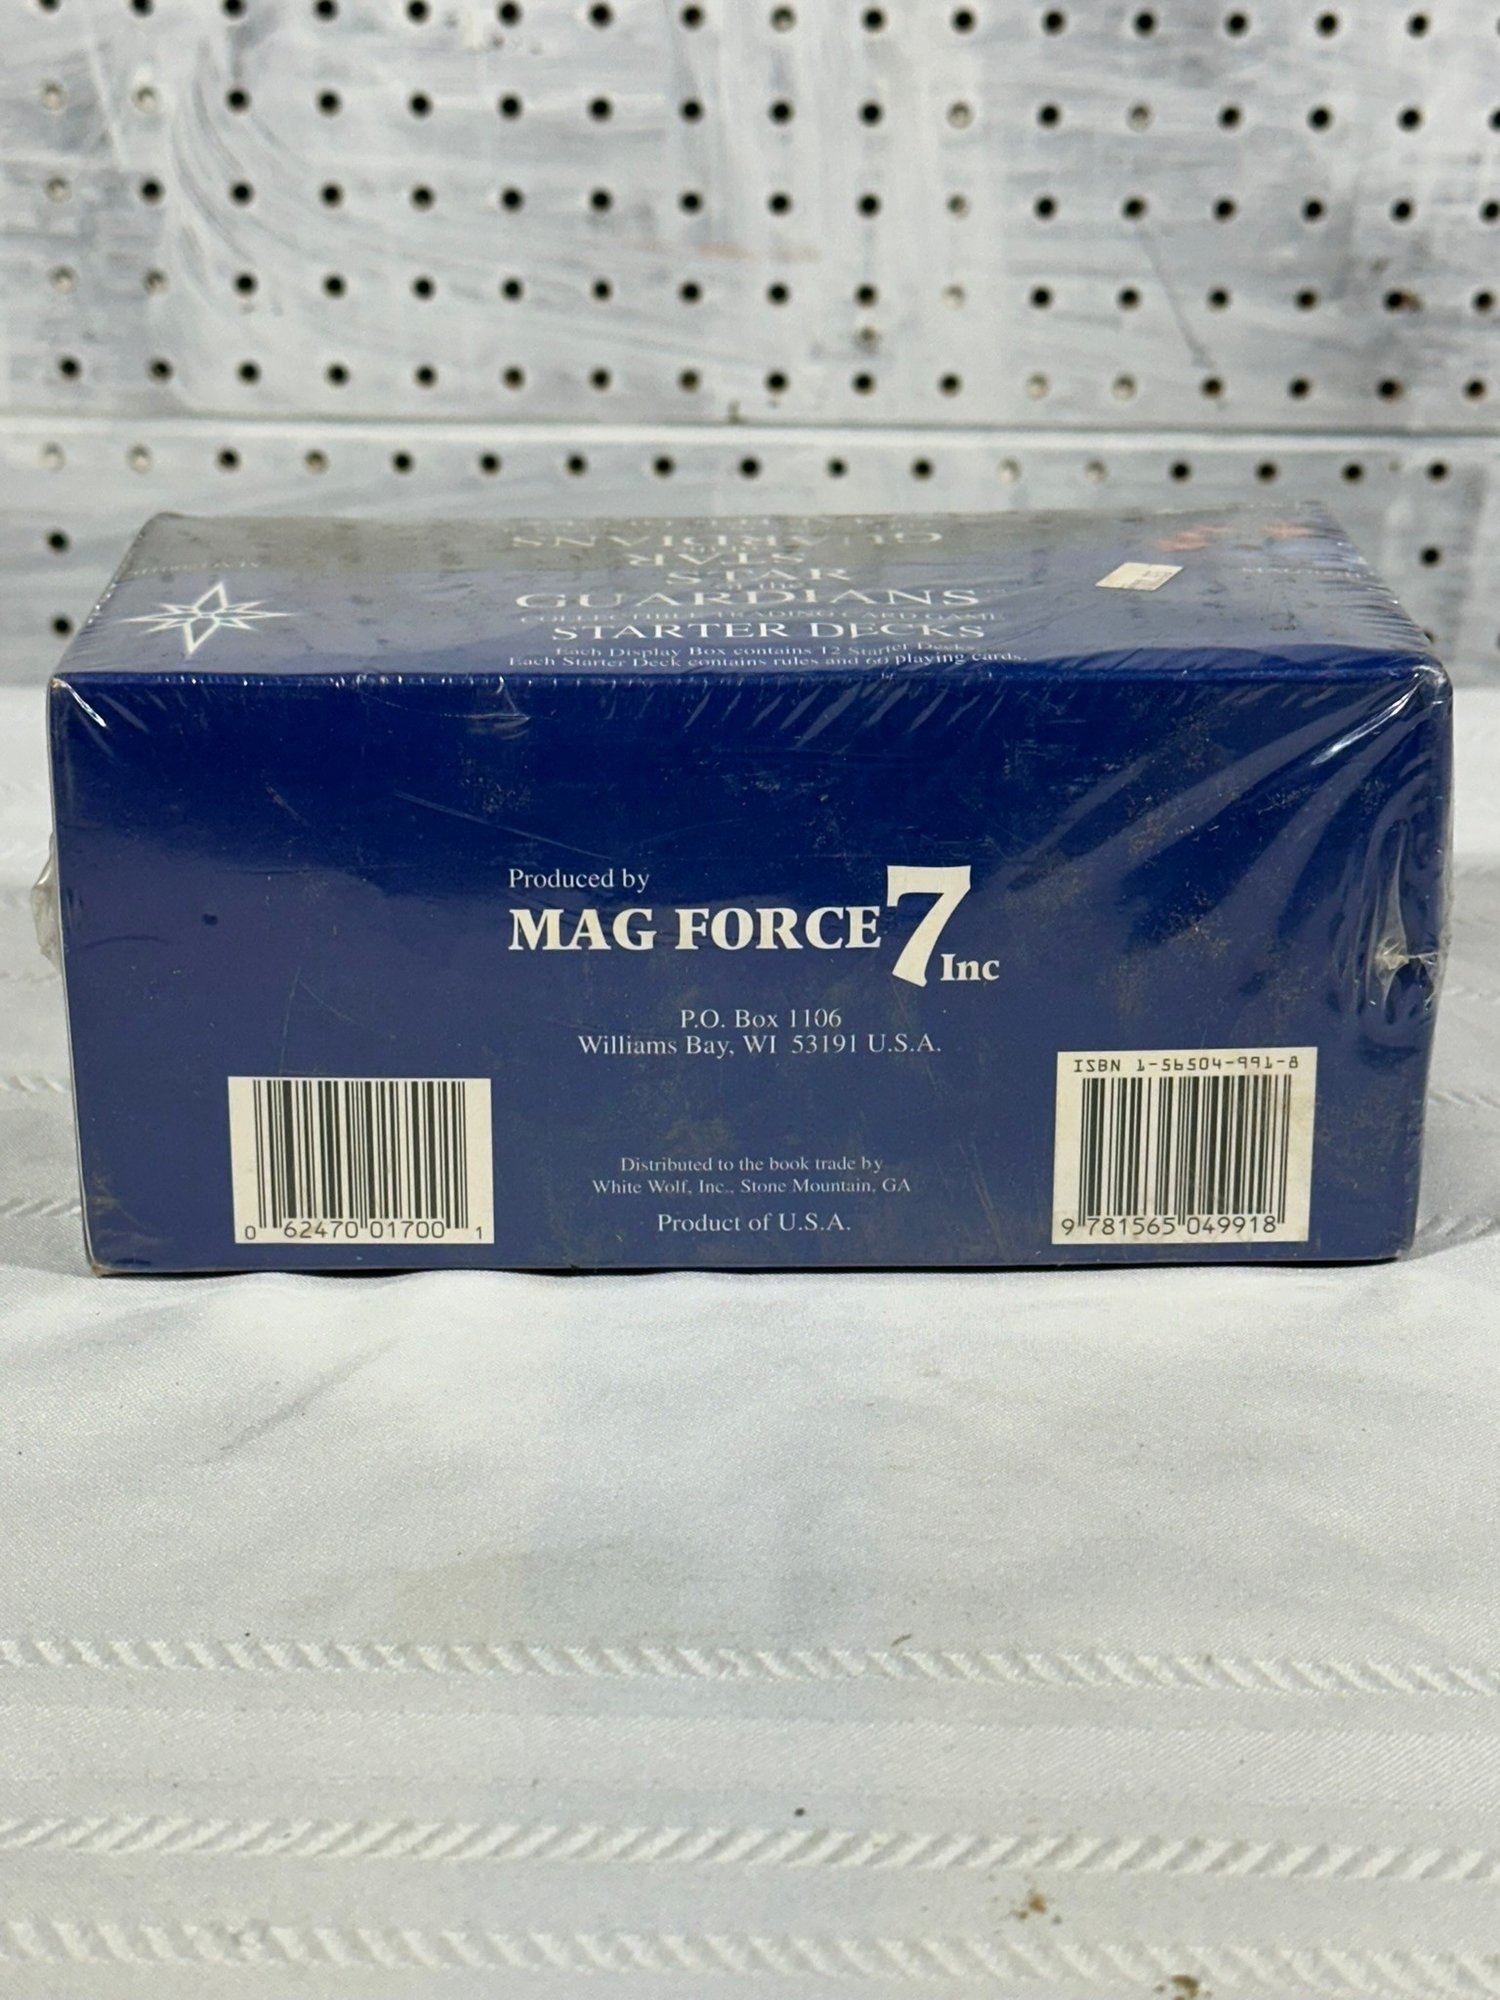 STAR
of the
GUARDIANS
COLLECTIBLE TRADING CARD GAME
STARTER DECKS
Each Display Box contains 12 Starter Decks.
Each Starter Deck contains rules and 60 playing cards.
Produced by
MAG FORCE 7 Inc
P.O. Box 1106
Williams Bay, WI 53191 U.S.A.
ISBN 1-56504-991-8
Distributed to the book trade by
White Wolf, Inc., Stone Mountain, GA
Product of U.S.A.
0 62470 01700 1
9 781565 049918